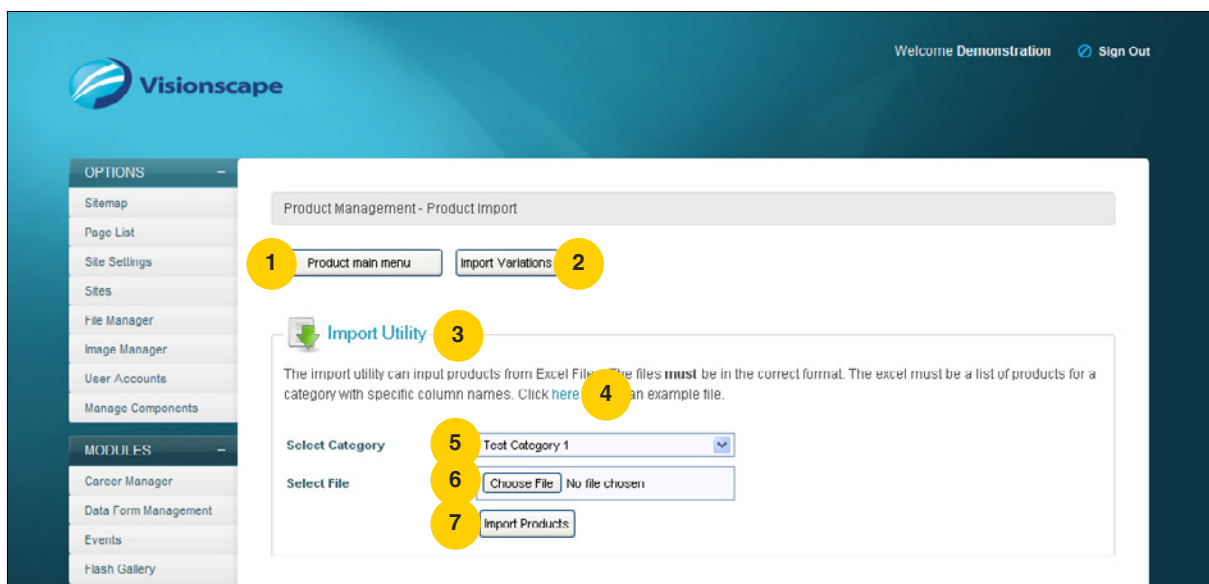 Welcome Demonstration Sign Out
Visionscape
OPTIONS –
Sitemap
Page List
Site Settings
Sites
File Manager
Image Manager
User Accounts
Manage Components
MODULES –
Career Manager
Data Form Management
Events
Flash Gallery
Product Management - Product Import
1 Product main menu Import Variations 2
Import Utility 3
The import utility can input products from Excel The files must be in the correct format. The excel must be a list of products for a
category with specific column names. Click here 4 an example file.
Select Category 5 Test Category 1
Select File 6 Choose File No file chosen
7 Import Products